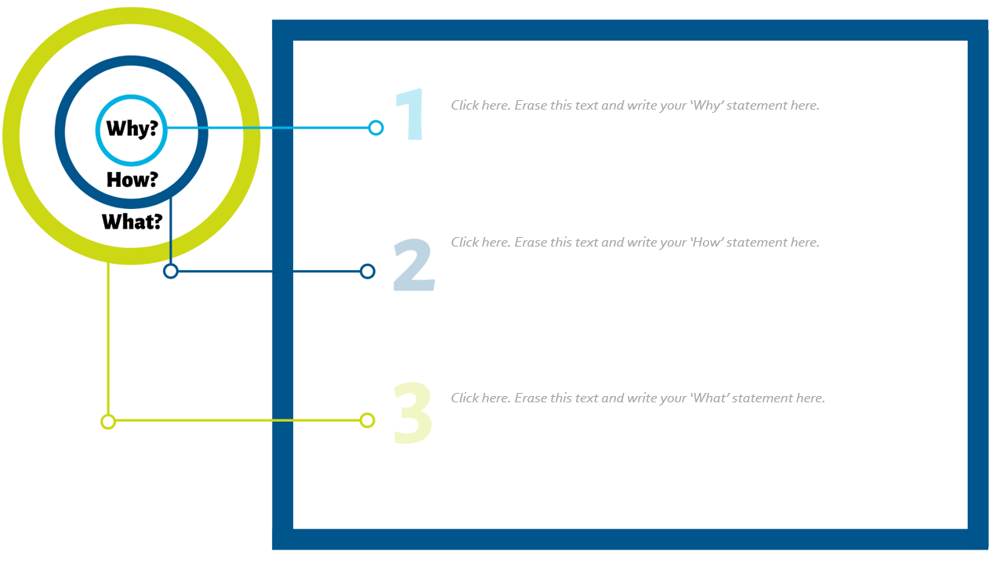 Why?
How?
What?
1
Click here. Erase this text and write your ‘Why’ statement here.
2
Click here. Erase this text and write your ‘How’ statement here.
3
Click here. Erase this text and write your ‘What’ statement here.